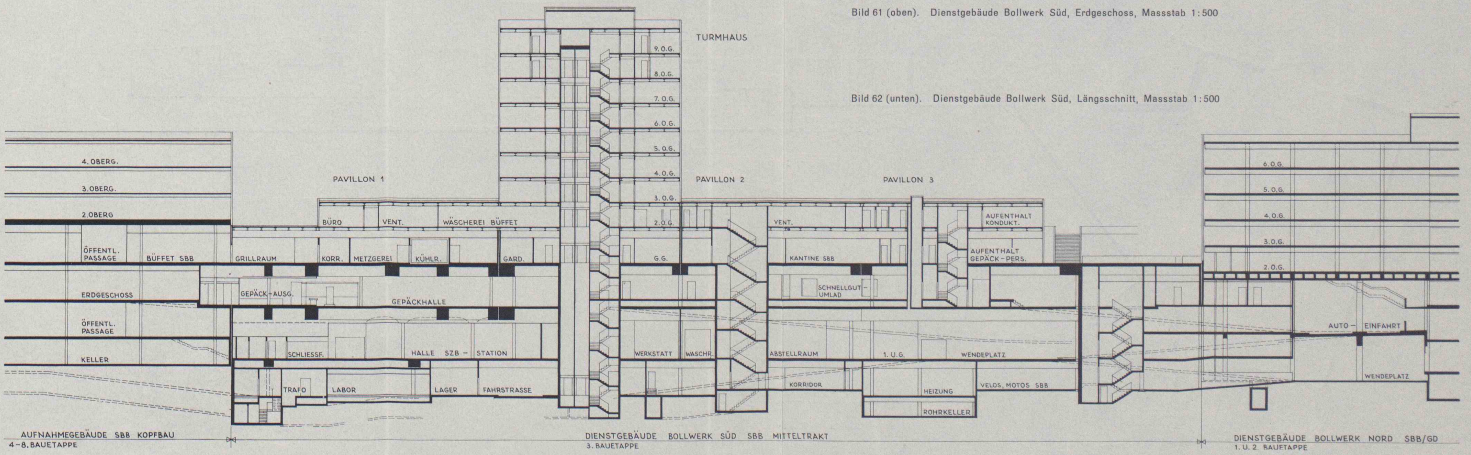 Bild 61 (oben). Dienstgebäude Bollwerk Süd, Erdgeschoss, Massstab 1:500
TURMHAUS
9.O.G.
8.O.G.
7.O.G.
6.O.G.
5.O.G.
4.O.G.
3.O.G.
2.O.G.
G.G.
Bild 62 (unten). Dienstgebäude Bollwerk Süd, Längsschnitt, Massstab 1:500
4.OBERG.
3.OBERG.
2.OBERG
ÖFFENTL.
PASSAGE
BÜFFET SBB
ERDGESCHOSS
ÖFFENTL.
PASSAGE
KELLER
PAVILLON 1
BÜRO
VENT.
WÄSCHEREI BÜFFET
GRILLRAUM
KORR.
METZGEREI
KÜHLR.
GARD.
GEPÄCK-AUSG.
GEPÄCKHALLE
SCHLIESSF.
HALLE SZB-STATION
TRAFO
LABOR
LAGER
FAHRSTRASSE
PAVILLON 2
PAVILLON 3
VENT.
AUFENTHALT
KONDUKT.
KANTINE SBB
AUFENTHALT
GEPÄCK-PERS.
SCHNELLGUT-
UMLAD
WERKSTATT
WASCHR.
ABSTELLRAUM
1.U.G.
WENDEPLATZ
KORRIDOR
HEIZUNG
VELOS, MOTOS SBB
ROHRKELLER
6.O.G.
5.O.G.
4.O.G.
3.O.G.
2.O.G.
AUTO-EINFAHRT
WENDEPLATZ
AUFNAHMEGEBÄUDE SBB KOPFBAU
4-8.BAUETAPPE
DIENSTGEBÄUDE BOLLWERK SÜD SBB MITTELTRAKT
3.BAUETAPPE
DIENSTGEBÄUDE BOLLWERK NORD SBB/GD
1.U.2.BAUETAPPE